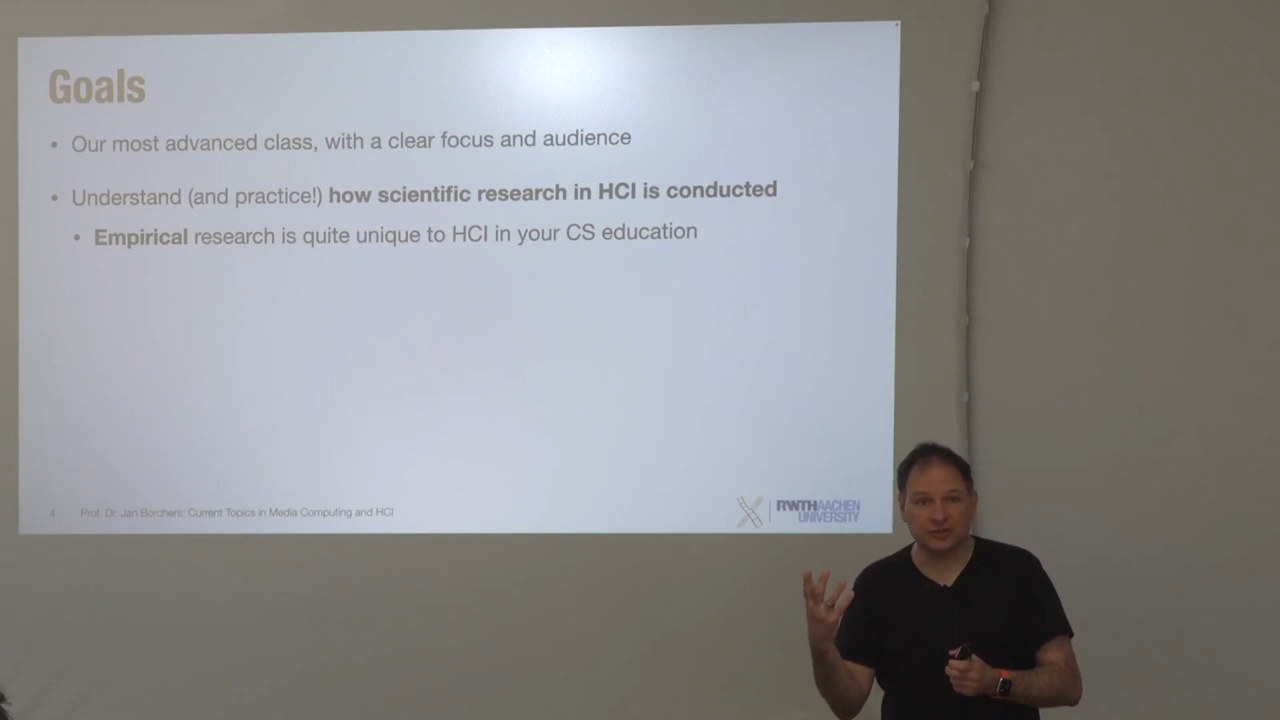 Goals
• Our most advanced class, with a clear focus and audience
• Understand (and practice!) how scientific research in HCI is conducted
• Empirical research is quite unique to HCI in your CS education
4 Prof. Dr. Jan Borchers: Current Topics in Media Computing and HCI
RWTHAACHEN
UNIVERSITY